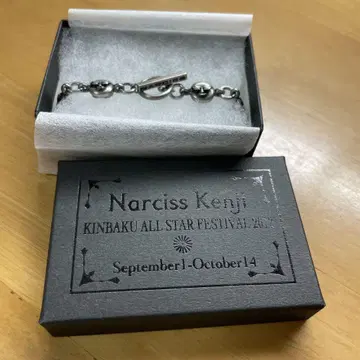 Narciss Kenji
KINBAKU ALL STAR FESTIVAL
September1-October14